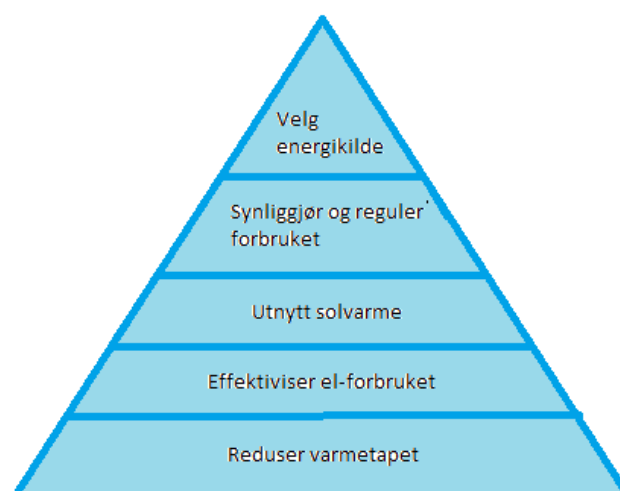 Velg
energikilde
Synliggjør og reguler
forbruket
Utnytt solvarme
Effektiviser el-forbruket
Reduser varmetapet